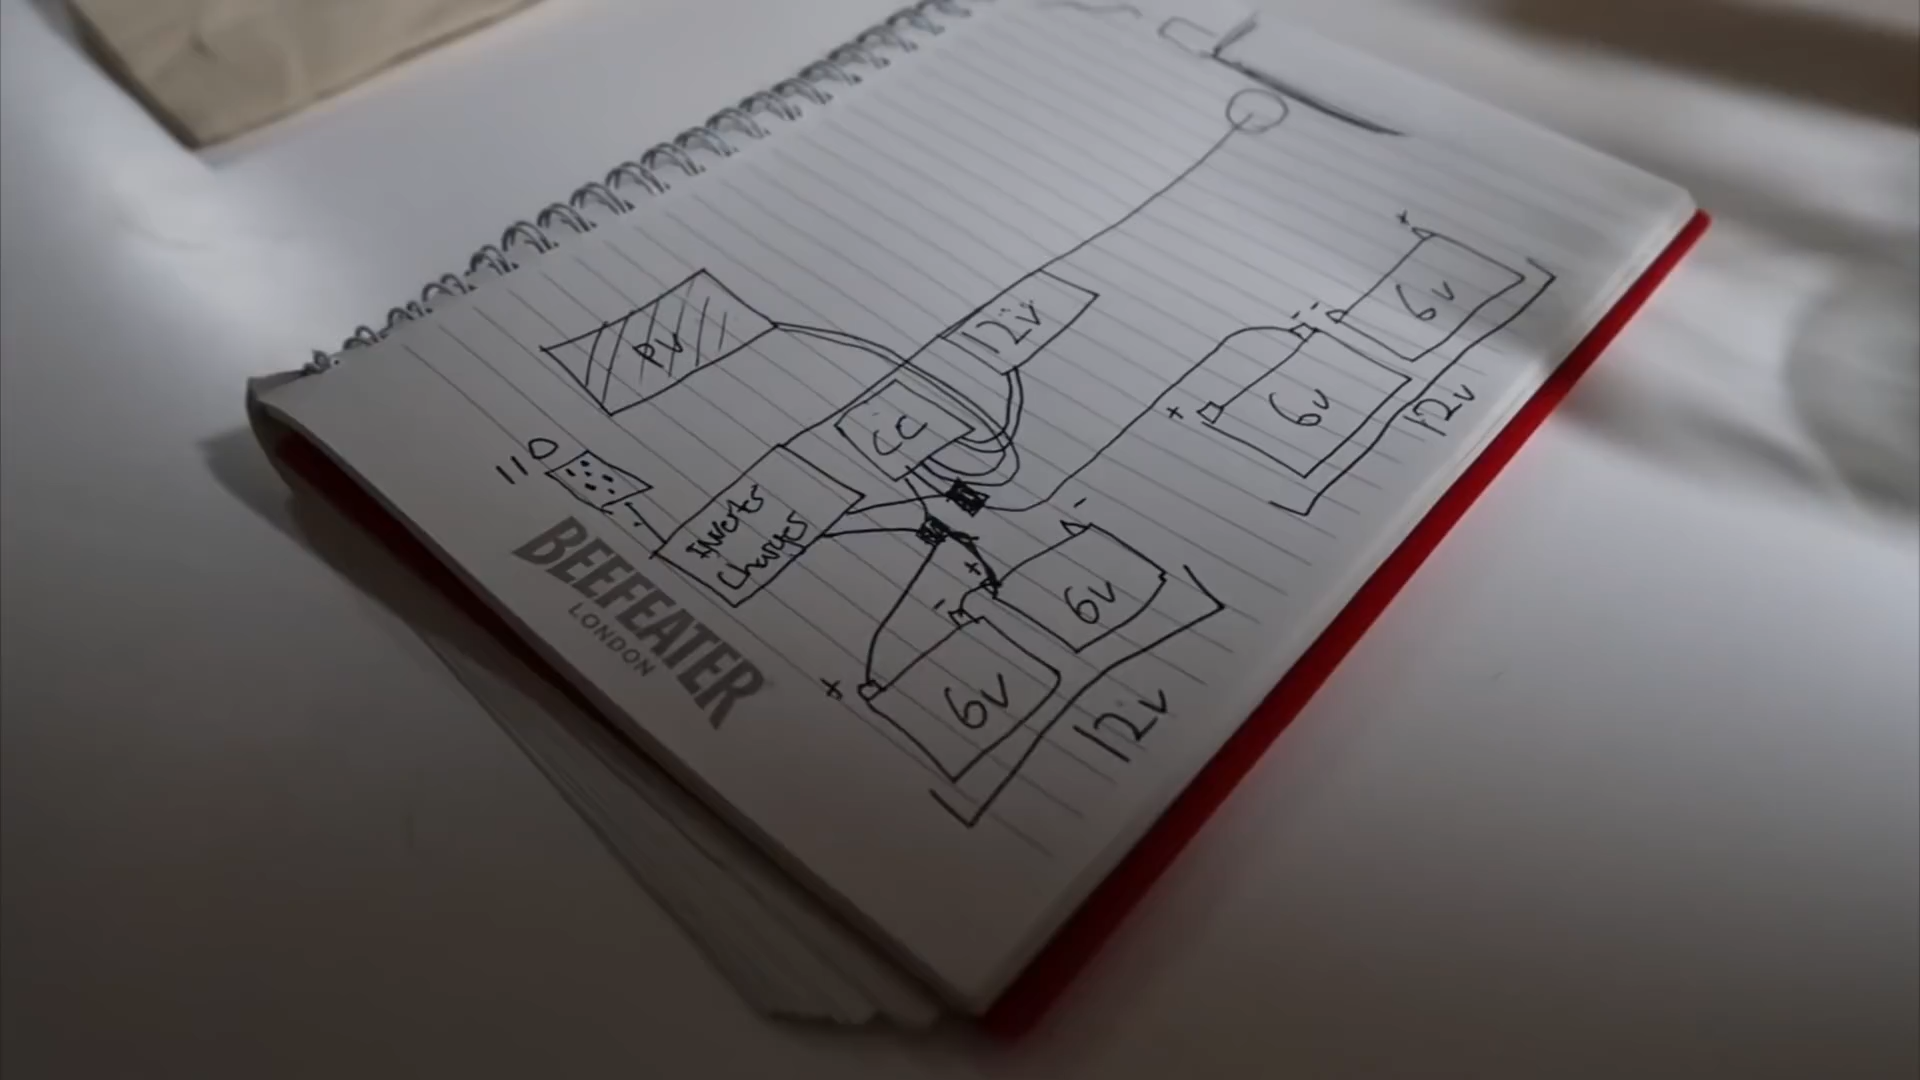 PV
12v
CC
110
Inverter
Charger
+
6v
-
-
+
6v
12v
-
+
6v
-
+
6v
12v
BEEFEATER
LONDON